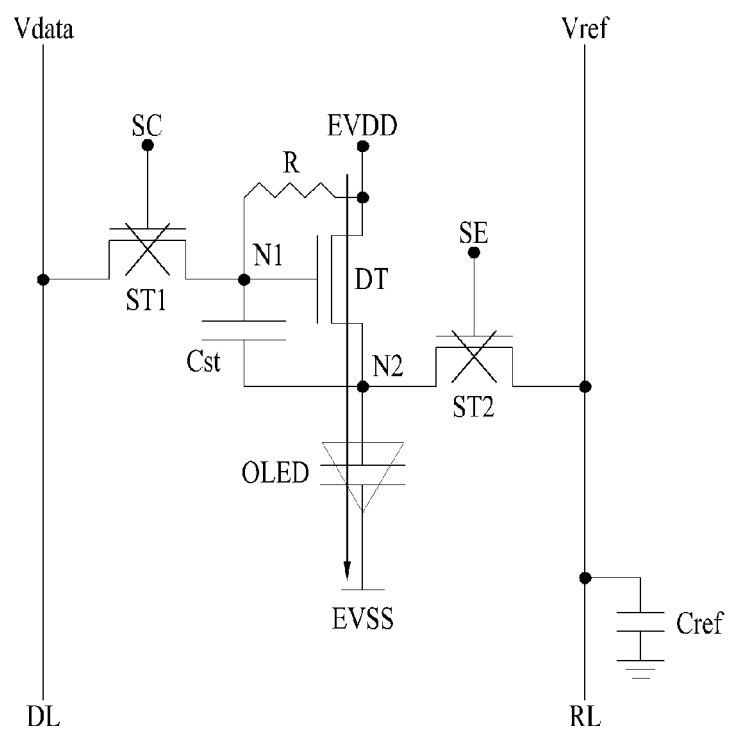 Vdata
Vref
SC
EVDD
R
SE
N1
DT
ST1
Cst
N2
ST2
OLED
EVSS
Cref
DL
RL